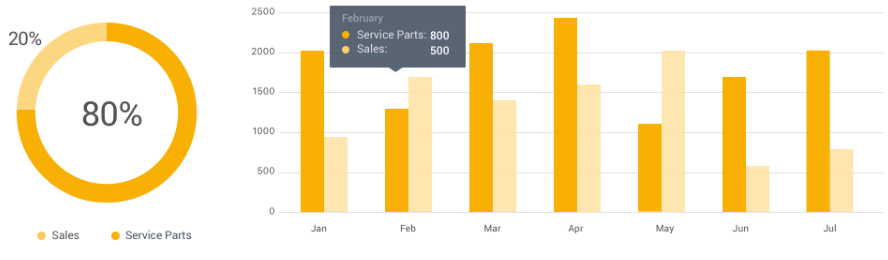 20%
80%
Sales
Service Parts
2500
2000
1500
1000
500
0
February
Service Parts: 800
Sales: 500
Jan
Feb
Mar
Apr
May
Jun
Jul